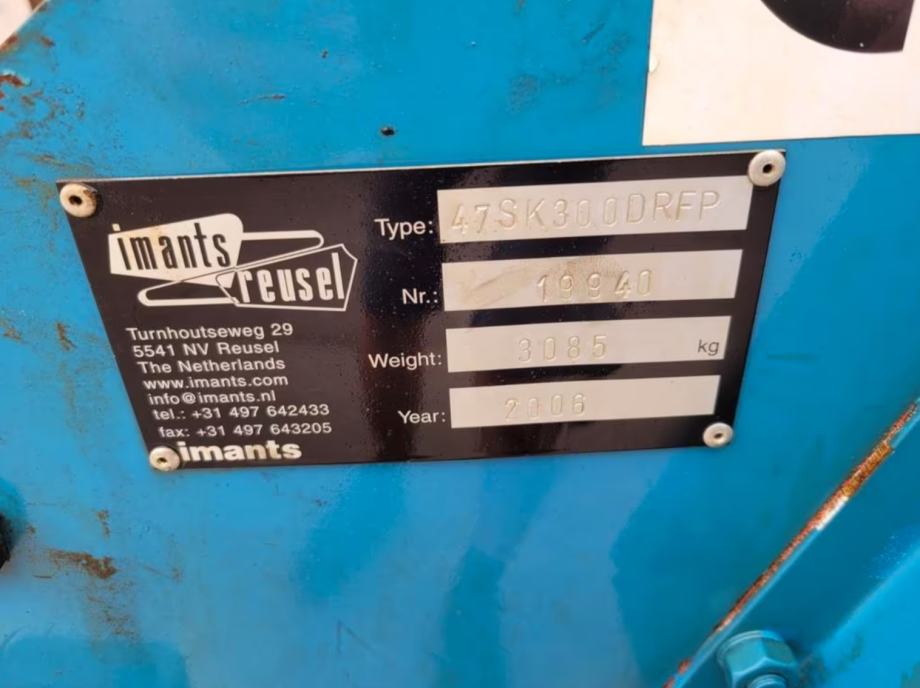 imants
reusel
Turnhoutseweg 29
5541 NV Reusel
The Netherlands
www.imants.com
info@imants.nl
tel.: +31 497 642433
fax: +31 497 643205
imants
Type: 47SK300DRFP
Nr.: 19940
Weight: 3085 kg
Year: 2006